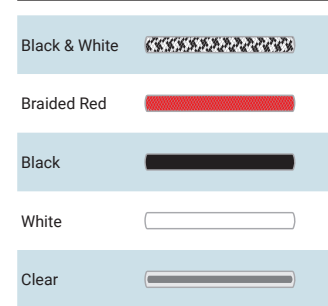 Black & White
Braided Red
Black
White
Clear